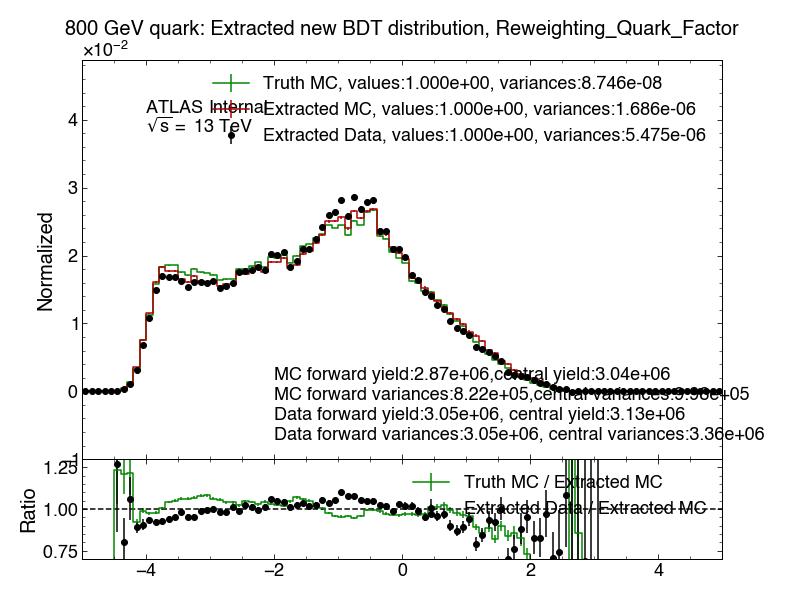 800 GeV quark: Extracted new BDT distribution, Reweighting_Quark_Factor
×10⁻²
Truth MC, values:1.000e+00, variances:8.746e-08
ATLAS Internal
Extracted MC, values:1.000e+00, variances:1.686e-06
√s = 13 TeV
Extracted Data, values:1.000e+00, variances:5.475e-06
4
3
2
1
0
Normalized
MC forward yield:2.87e+06,central yield:3.04e+06
MC forward variances:8.22e+05,central variances:5.98e+05
Data forward yield:3.05e+06, central yield:3.13e+06
Data forward variances:3.05e+06, central variances:3.36e+06
1.25
1.00
0.75
Ratio
Truth MC / Extracted MC
Extracted Data / Extracted MC
−4 −2 0 2 4